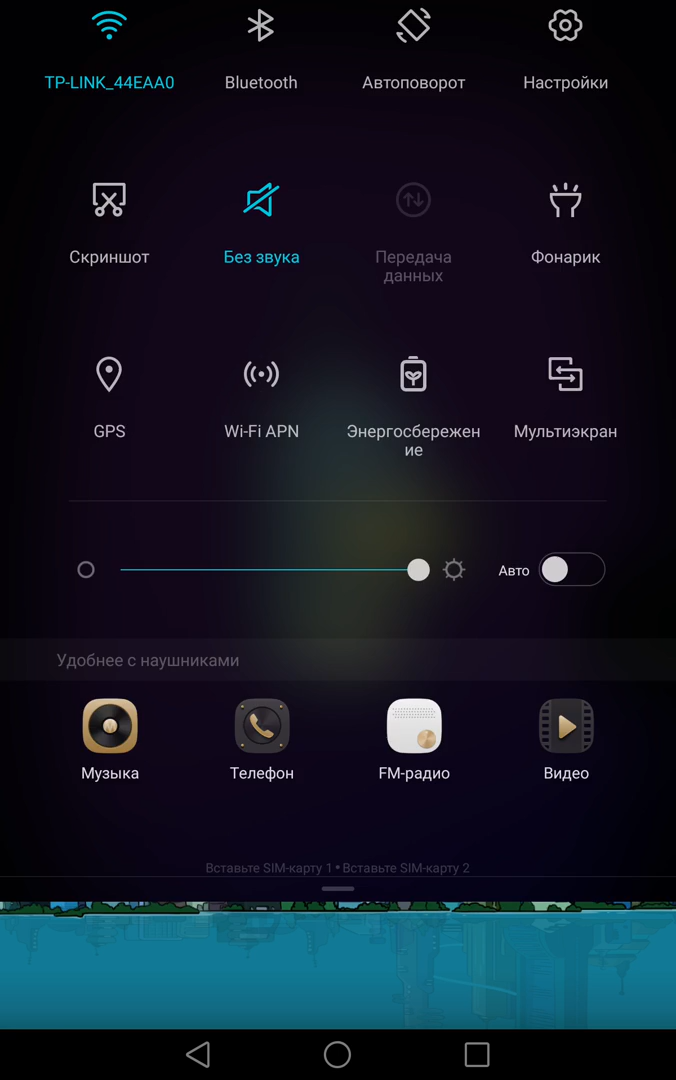 TP-LINK_44EAA0 Bluetooth Автоповорот Настройки
Скриншот Без звука Передача данных Фонарик
GPS Wi-Fi APN Энергосбережен
ие Мультиэкран
Авто
Удобнее с наушниками
Музыка Телефон FM-радио Видео
Вставьте SIM-карту 1 • Вставьте SIM-карту 2